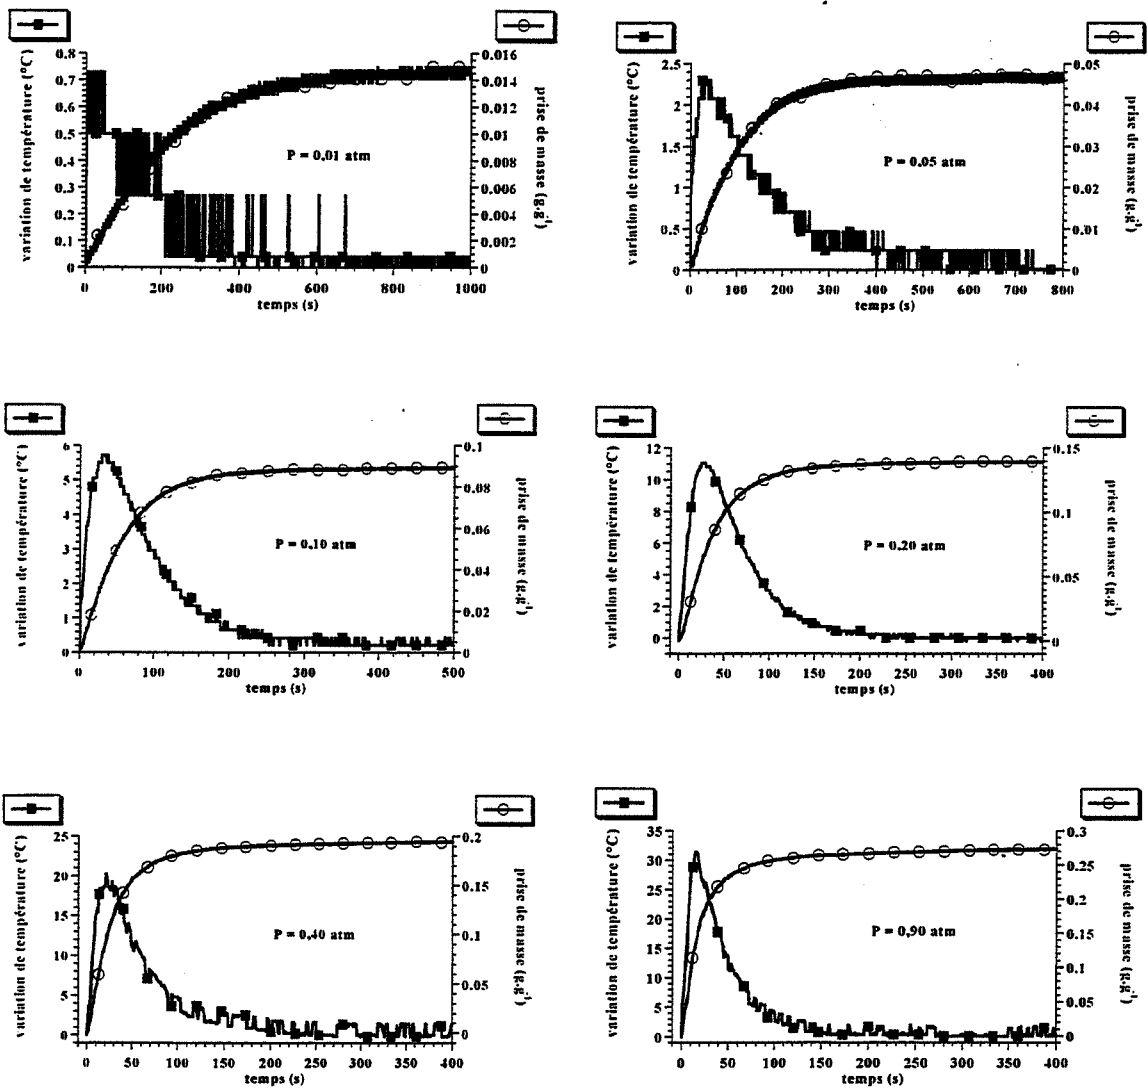 0.8
0.7
0.6
0.5
0.4
0.3
0.2
0.1
0
variation de température (°C)
0.016
0.014
0.012
0.01
0.008
0.006
0.004
0.002
0
prise de masse (g.g⁻¹)
P = 0,01 atm
0 200 400 600 800 1000
temps (s)
2.5
2
1.5
1
0.5
0
variation de température (°C)
0.05
0.04
0.03
0.02
0.01
0
prise de masse (g.g⁻¹)
P = 0,05 atm
0 100 200 300 400 500 600 700 800
temps (s)
6
5
4
3
2
1
0
variation de température (°C)
0.1
0.08
0.06
0.04
0.02
0
prise de masse (g.g⁻¹)
P = 0,10 atm
0 100 200 300 400 500
temps (s)
12
10
8
6
4
2
0
variation de température (°C)
0.15
0.1
0.05
0
prise de masse (g.g⁻¹)
P = 0.20 atm
0 50 100 150 200 250 300 350 400
temps (s)
25
20
15
10
5
0
variation de température (°C)
0.2
0.15
0.1
0.05
0
prise de masse (g.g⁻¹)
P = 0,40 atm
0 50 100 150 200 250 300 350 400
temps (s)
35
30
25
20
15
10
5
0
variation de température (°C)
0.3
0.25
0.2
0.15
0.1
0.05
0
prise de masse (g.g⁻¹)
P = 0,90 atm
0 50 100 150 200 250 300 350 400
temps (s)